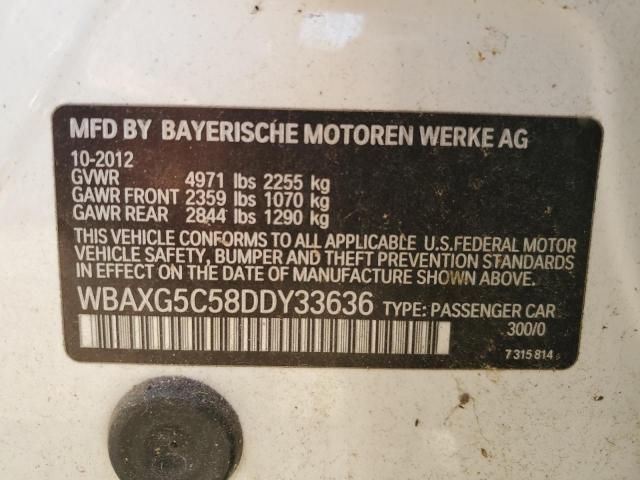 MFD BY BAYERISCHE MOTOREN WERKE AG
10-2012
GVWR 4971 lbs 2255 kg
GAWR FRONT 2359 lbs 1070 kg
GAWR REAR 2844 lbs 1290 kg
THIS VEHICLE CONFORMS TO ALL APPLICABLE U.S.FEDERAL MOTOR
VEHICLE SAFETY, BUMPER AND THEFT PREVENTION STANDARDS
IN EFFECT ON THE DATE OF MANUFACTURE SHOWN ABOVE.
WBAXG5C58DDY33636 TYPE: PASSENGER CAR
300/0
7 315 814